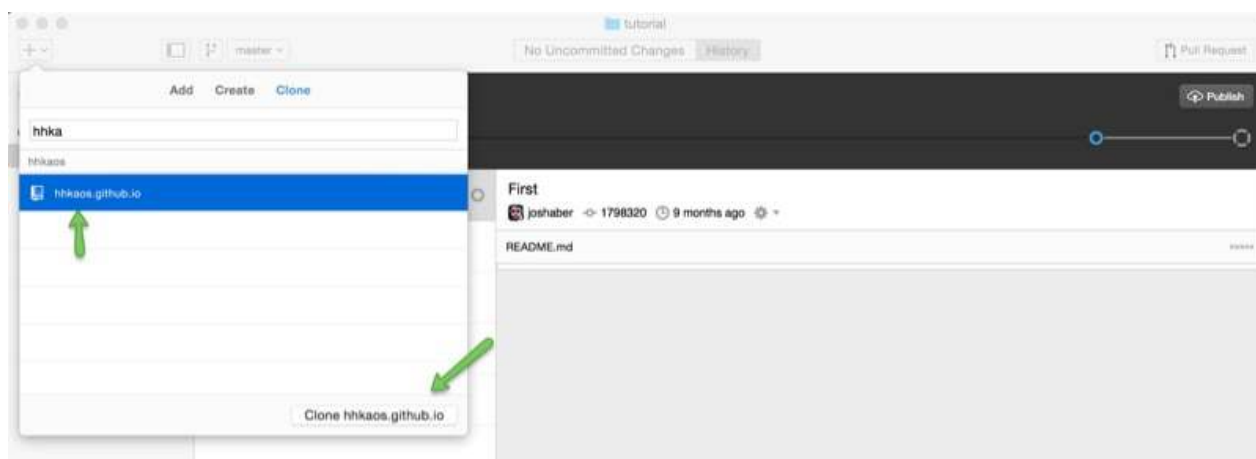 tutorial
master
No Uncommitted Changes History
Pull Request
Add Create Clone
Publish
hhka
hhkaos
hhkaos.github.io
First
joshaber 1798320 9 months ago
README.md
Clone hhkaos.github.io